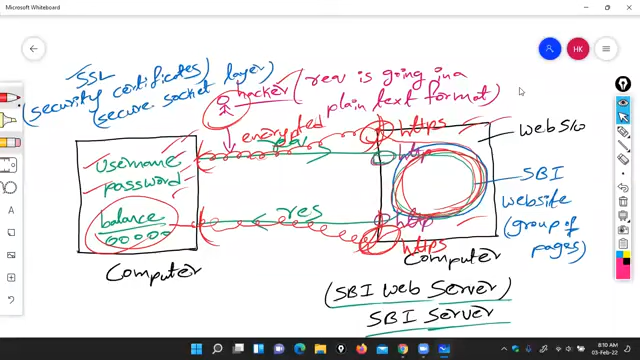 Microsoft Whiteboard
HK
SSL
(security certificates)
(secure socket layer)
hacker
(req is going in a
plain text format)
encrypted
req
https
http
web s/w
username
password
balance
00000
res
http
https
SBI
website
(group of
pages)
Computer
Computer
(SBI Web Server)
SBI Server
8:10 AM
03-Feb-22